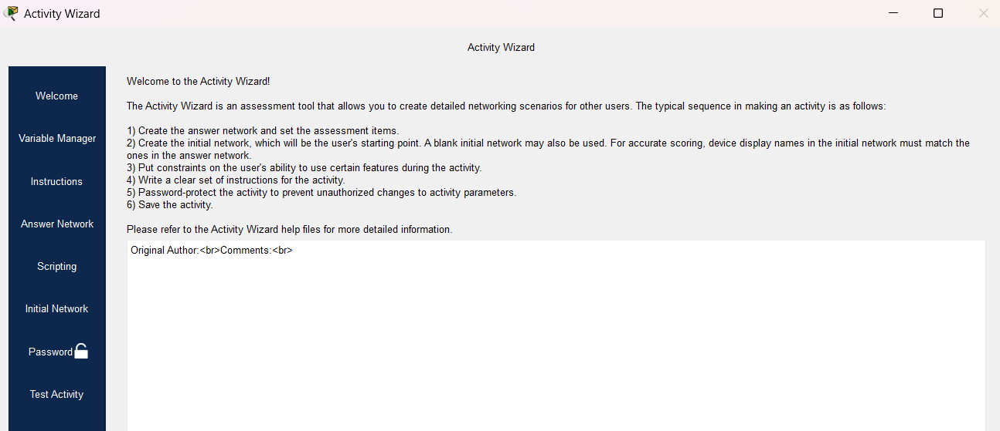 Activity Wizard
Activity Wizard
Welcome
Variable Manager
Instructions
Answer Network
Scripting
Initial Network
Password
Test Activity
Welcome to the Activity Wizard!
The Activity Wizard is an assessment tool that allows you to create detailed networking scenarios for other users. The typical sequence in making an activity is as follows:
1) Create the answer network and set the assessment items.
2) Create the initial network, which will be the user's starting point. A blank initial network may also be used. For accurate scoring, device display names in the initial network must match the
ones in the answer network.
3) Put constraints on the user's ability to use certain features during the activity.
4) Write a clear set of instructions for the activity.
5) Password-protect the activity to prevent unauthorized changes to activity parameters.
6) Save the activity.
Please refer to the Activity Wizard help files for more detailed information.
Original Author:<br>Comments:<br>